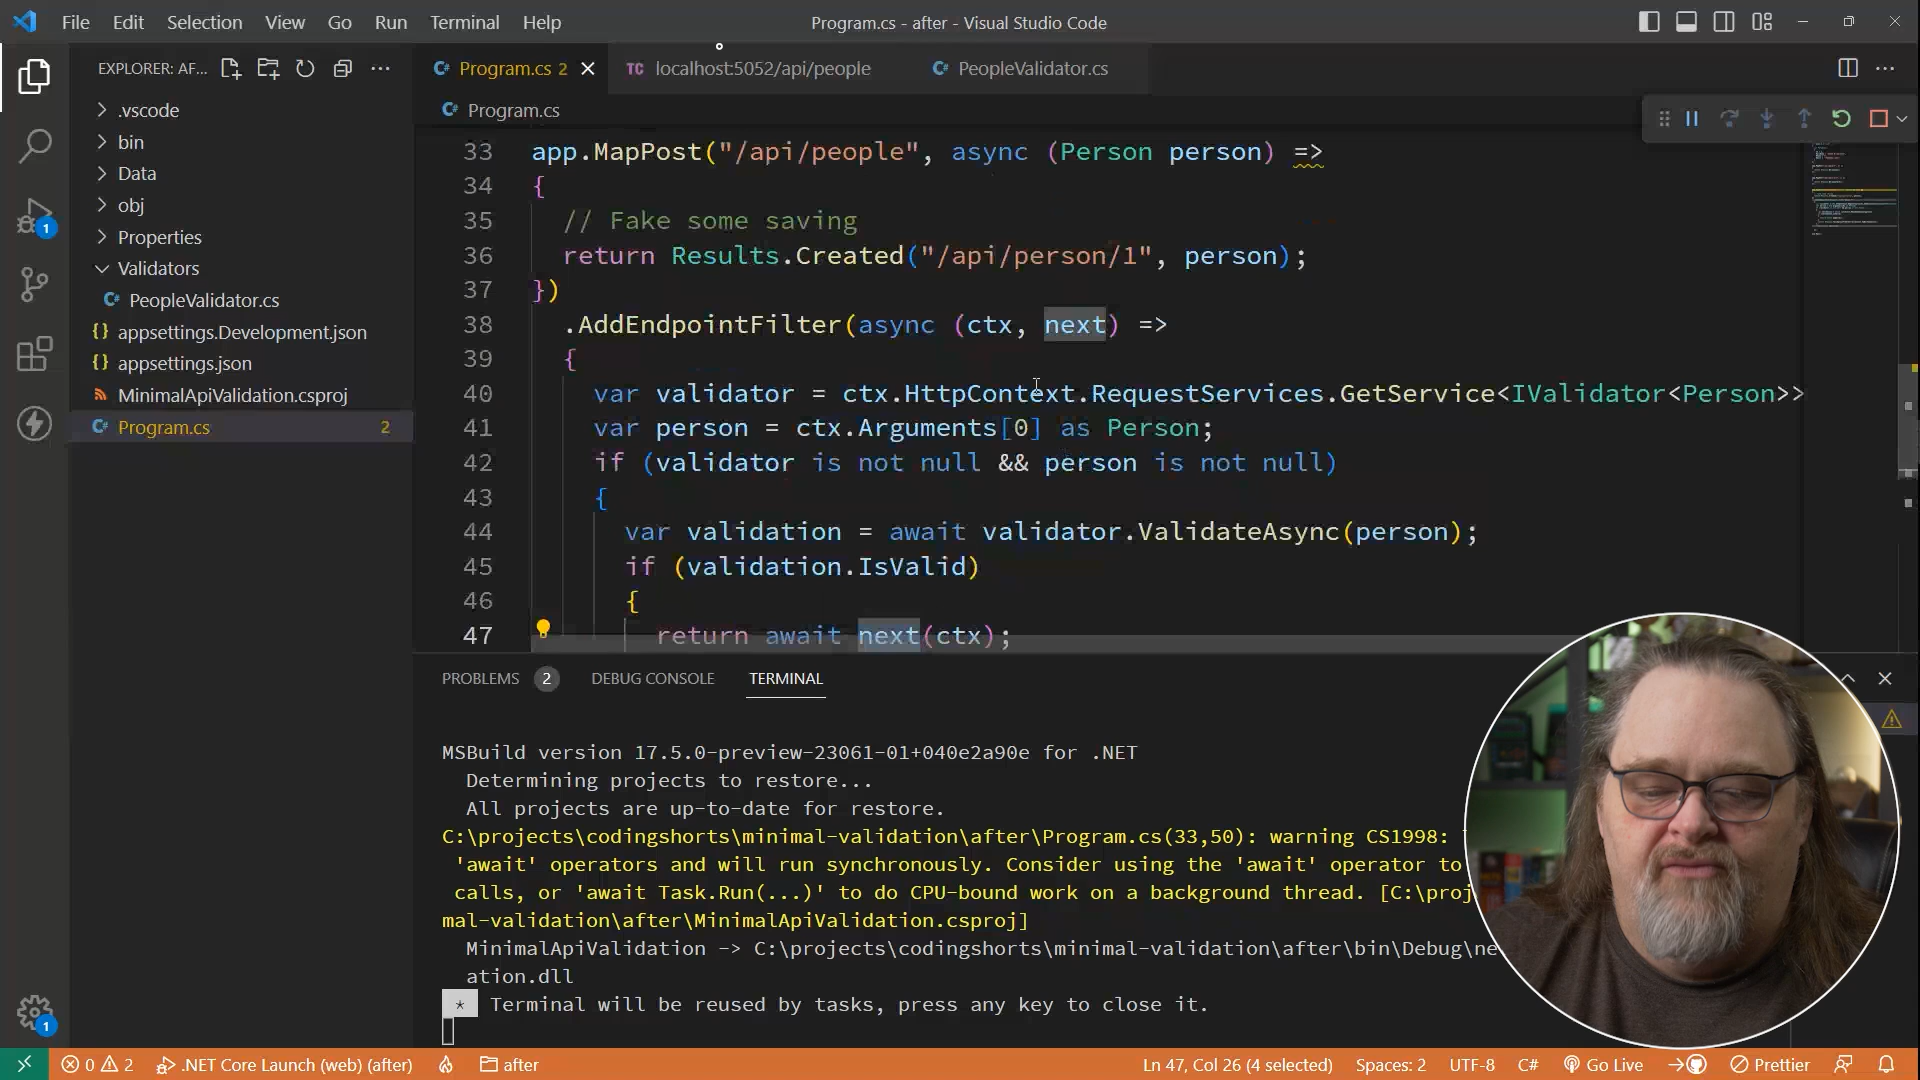 File Edit Selection View Go Run Terminal Help
Program.cs - after - Visual Studio Code
EXPLORER: AF...
Program.cs 2
TC localhost:5052/api/people
PeopleValidator.cs
Program.cs
.vscode
bin
Data
obj
Properties
Validators
PeopleValidator.cs
appsettings.Development.json
appsettings.json
MinimalApiValidation.csproj
Program.cs 2
1
1
33 app.MapPost("/api/people", async (Person person) =>
34 {
35 // Fake some saving
36 return Results.Created("/api/person/1", person);
37 })
38 .AddEndpointFilter(async (ctx, next) =>
39 {
40 var validator = ctx.HttpContext.RequestServices.GetService<IValidator<Person>>
41 var person = ctx.Arguments[0] as Person;
42 if (validator is not null && person is not null)
43 {
44 var validation = await validator.ValidateAsync(person);
45 if (validation.IsValid)
46 {
47 return await next(ctx);
PROBLEMS 2 DEBUG CONSOLE TERMINAL
MSBuild version 17.5.0-preview-23061-01+040e2a90e for .NET
Determining projects to restore...
All projects are up-to-date for restore.
C:\projects\codingshorts\minimal-validation\after\Program.cs(33,50): warning CS1998:
'await' operators and will run synchronously. Consider using the 'await' operator to
calls, or 'await Task.Run(...)' to do CPU-bound work on a background thread. [C:\proj
mal-validation\after\MinimalApiValidation.csproj]
MinimalApiValidation -> C:\projects\codingshorts\minimal-validation\after\bin\Debug\ne
ation.dll
* Terminal will be reused by tasks, press any key to close it.
0 2 .NET Core Launch (web) (after) after Ln 47, Col 26 (4 selected) Spaces: 2 UTF-8 C# Go Live Prettier